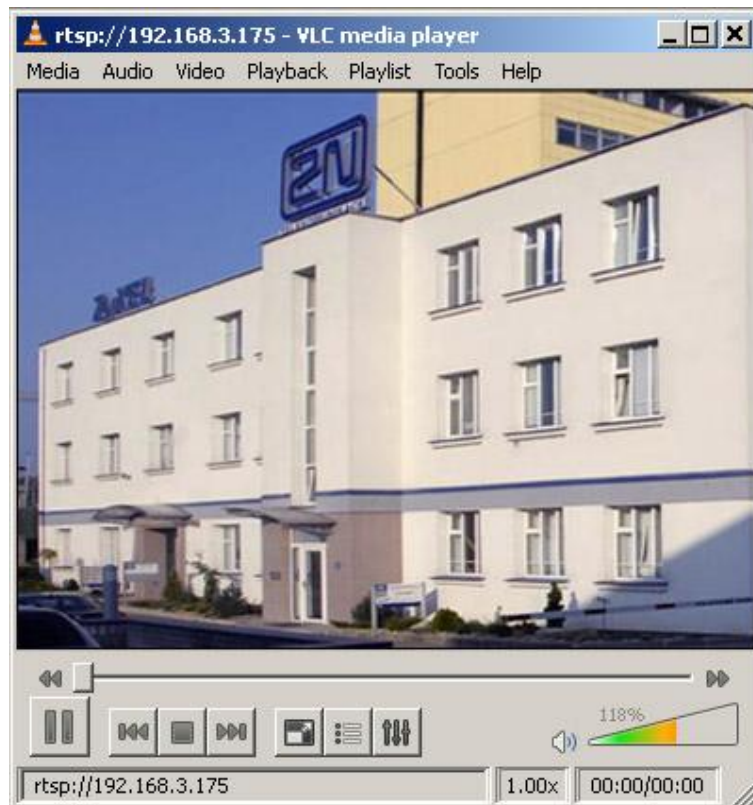 rtsp://192.168.3.175 - VLC media player
Media Audio Video Playback Playlist Tools Help
2N
118%
rtsp://192.168.3.175 1.00x 00:00/00:00